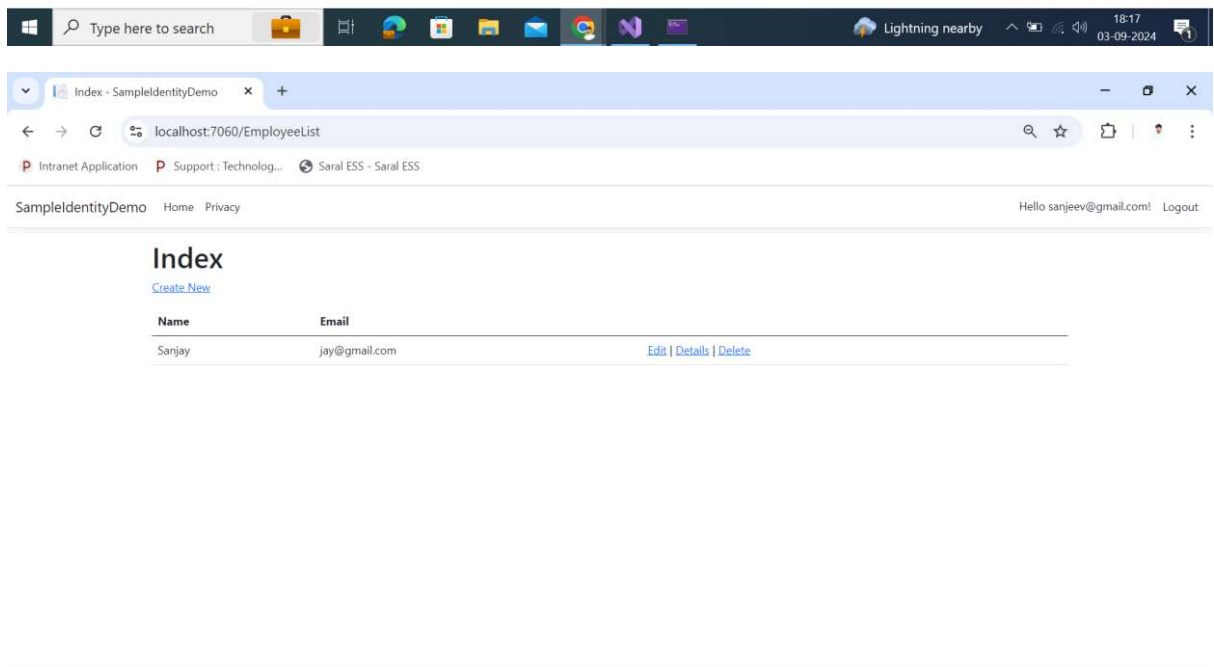 Type here to search
Lightning nearby
18:17
03-09-2024
1
Index - SampleIdentityDemo
localhost:7060/EmployeeList
Intranet Application
Support : Technolog...
Saral ESS - Saral ESS
SampleIdentityDemo Home Privacy Hello sanjeev@gmail.com! Logout
Index
Create New
Name Email
Sanjay jay@gmail.com Edit | Details | Delete